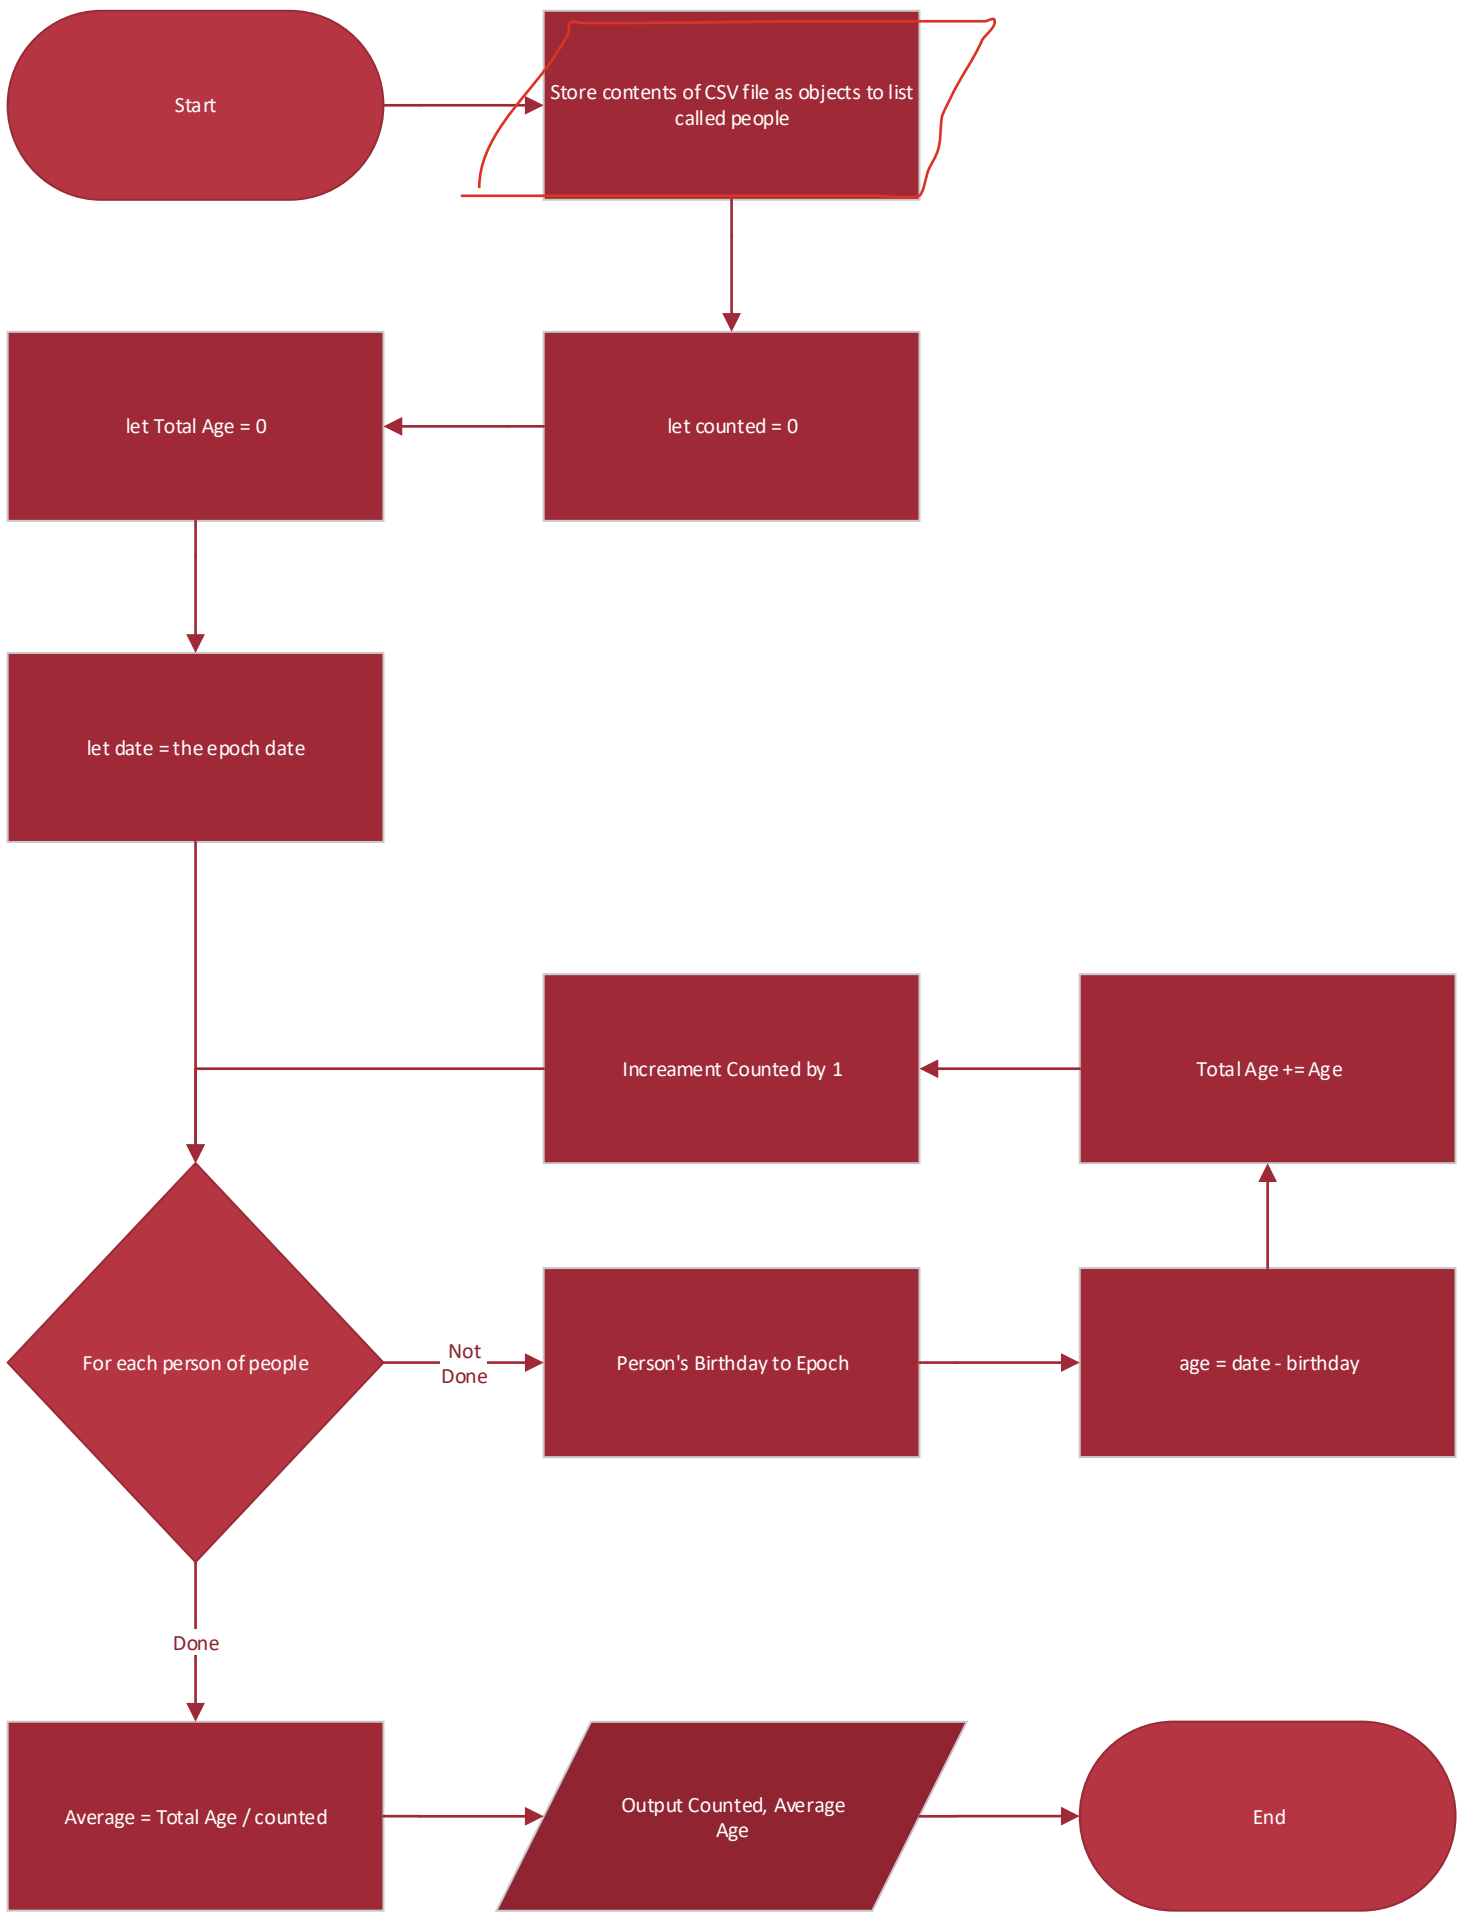 Start
Store contents of CSV file as objects to list
called people
let counted = 0
let Total Age = 0
let date = the epoch date
Increament Counted by 1
Total Age += Age
For each person of people
Not
Done
Person's Birthday to Epoch
age = date - birthday
Done
Average = Total Age / counted
Output Counted, Average
Age
End